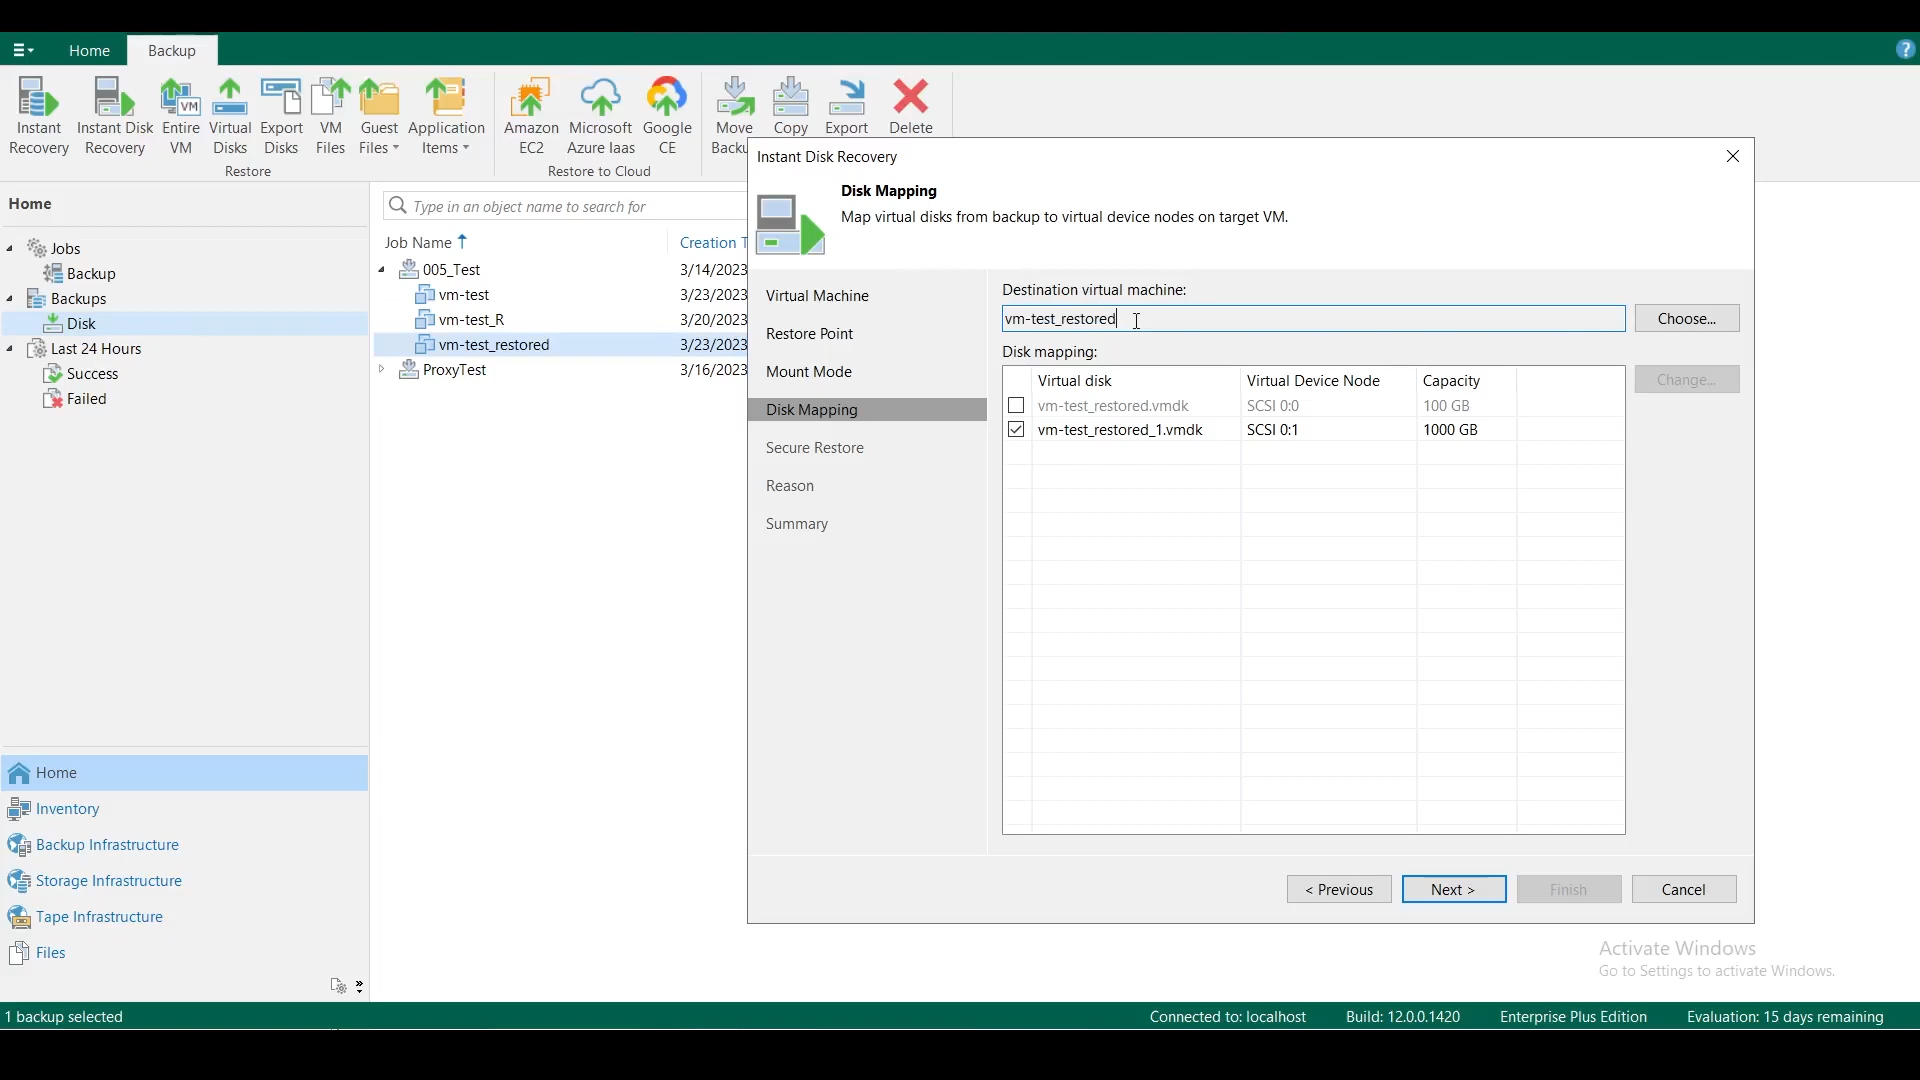 Home
Backup
?
Instant Recovery
Instant Disk Recovery
Entire VM
VM
Virtual Disks
Export Disks
VM Files
Guest Files
Application Items
Restore
Amazon EC2
Microsoft Azure Iaas
Google CE
Restore to Cloud
Move Backu
Copy
Export
Delete
Home
Jobs
Backup
Backups
Disk
Last 24 Hours
Success
Failed
Type in an object name to search for
Job Name Creation T
005_Test 3/14/2023
vm-test 3/23/2023
vm-test_R 3/20/2023
vm-test_restored 3/23/2023
ProxyTest 3/16/2023
Instant Disk Recovery
Disk Mapping
Map virtual disks from backup to virtual device nodes on target VM.
Virtual Machine
Restore Point
Mount Mode
Disk Mapping
Secure Restore
Reason
Summary
Destination virtual machine:
vm-test_restored
Choose...
Disk mapping:
Virtual disk Virtual Device Node Capacity
Change...
vm-test_restored.vmdk SCSI 0:0 100 GB
vm-test_restored_1.vmdk SCSI 0:1 1000 GB
< Previous
Next >
Finish
Cancel
Home
Inventory
Backup Infrastructure
Storage Infrastructure
Tape Infrastructure
Files
Activate Windows
Go to Settings to activate Windows.
1 backup selected
Connected to: localhost
Build: 12.0.0.1420
Enterprise Plus Edition
Evaluation: 15 days remaining